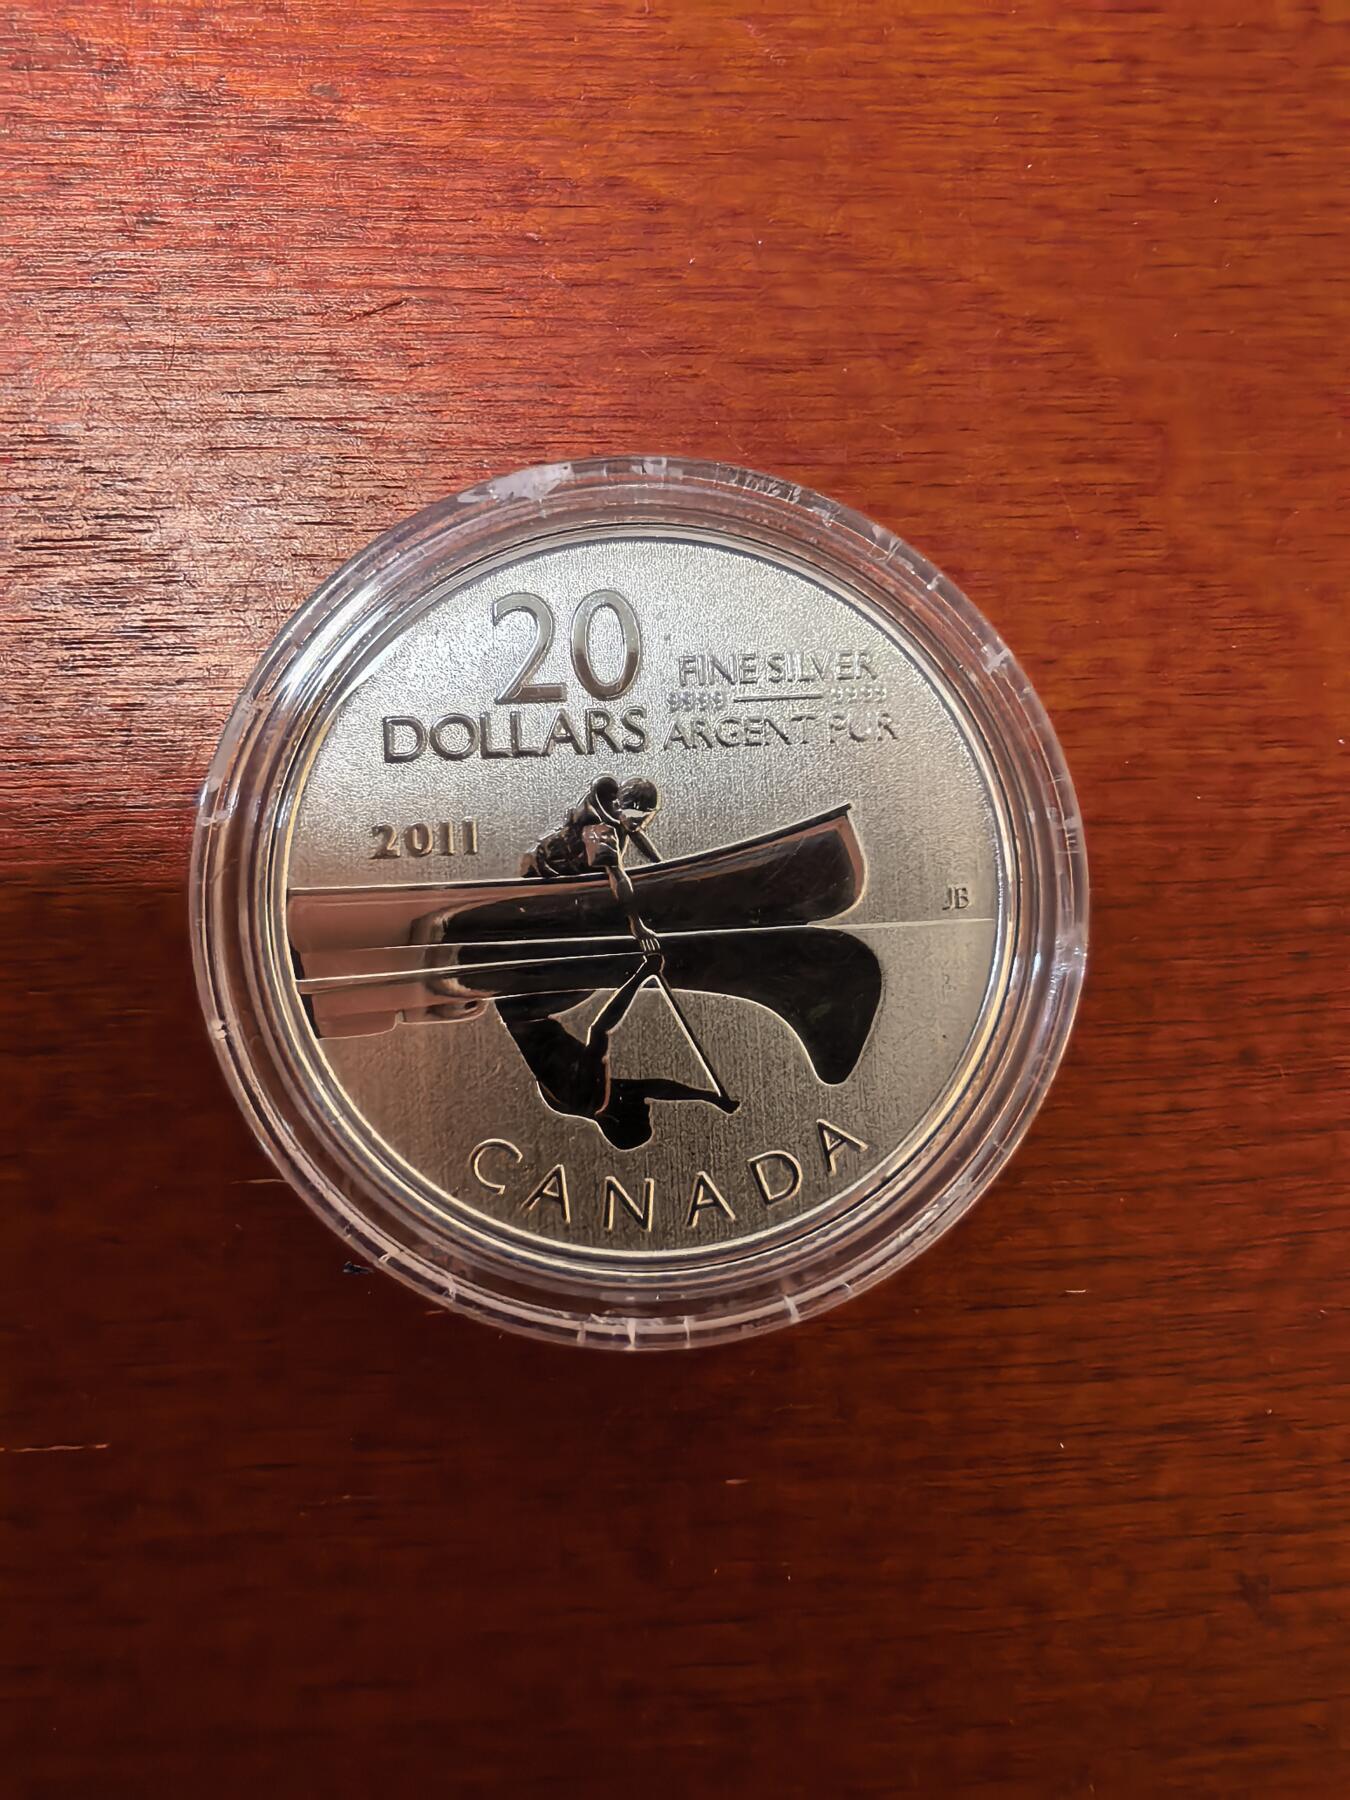 20
DOLLARS
FINE SILVER
9999 9999
ARGENT PUR
2011
JB
CANADA